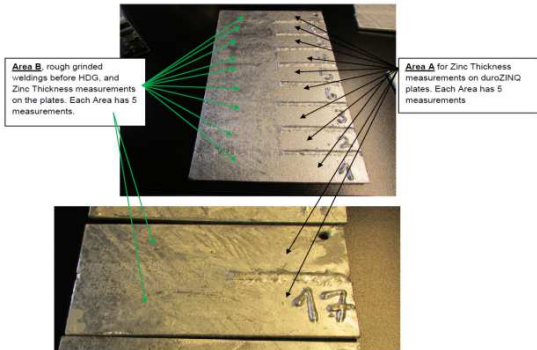 Area B, rough grinded
weldings before HDG, and
Zinc Thickness measurements
on the plates. Each Area has 5
measurements.
Area A for Zinc Thickness
measurements on duroZINQ
plates. Each Area has 5
measurements
17